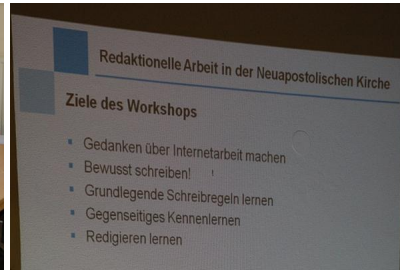 Redaktionelle Arbeit in der Neuapostolischen Kirche
Ziele des Workshops
Gedanken über Internetarbeit machen
Bewusst schreiben!
Grundlegende Schreibregeln lernen
Gegenseitiges Kennenlernen
Redigieren lernen